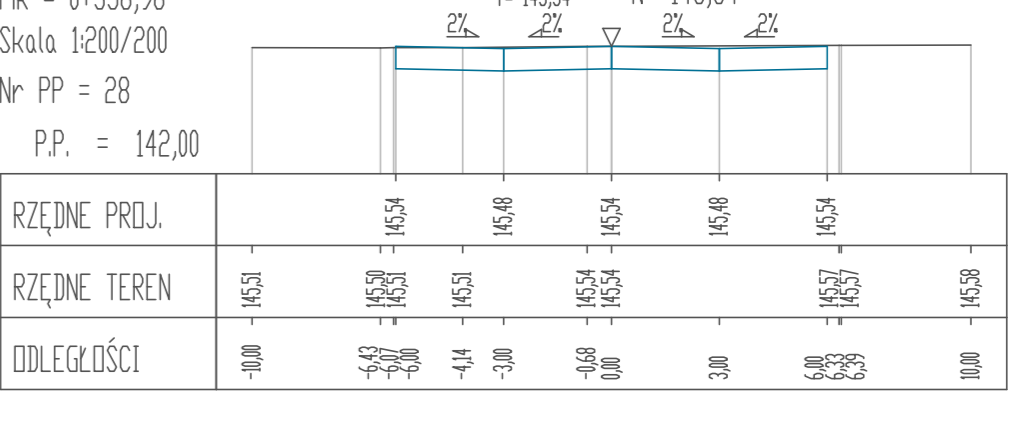 Skala 1:200/200
2% 2% 2% 2%
Nr PP = 28
P.P. = 142,00
RZĘDNE PROJ. 145,54 145,48 145,54 145,48 145,54
RZĘDNE TEREN 145,51 145,50 145,51 145,51 145,54 145,54 145,57 145,57 145,58
ODLEGŁOŚCI -10,00 -6,43 -6,07 -6,00 -4,14 -3,00 -0,68 0,00 3,00 6,00 6,33 6,39 10,00